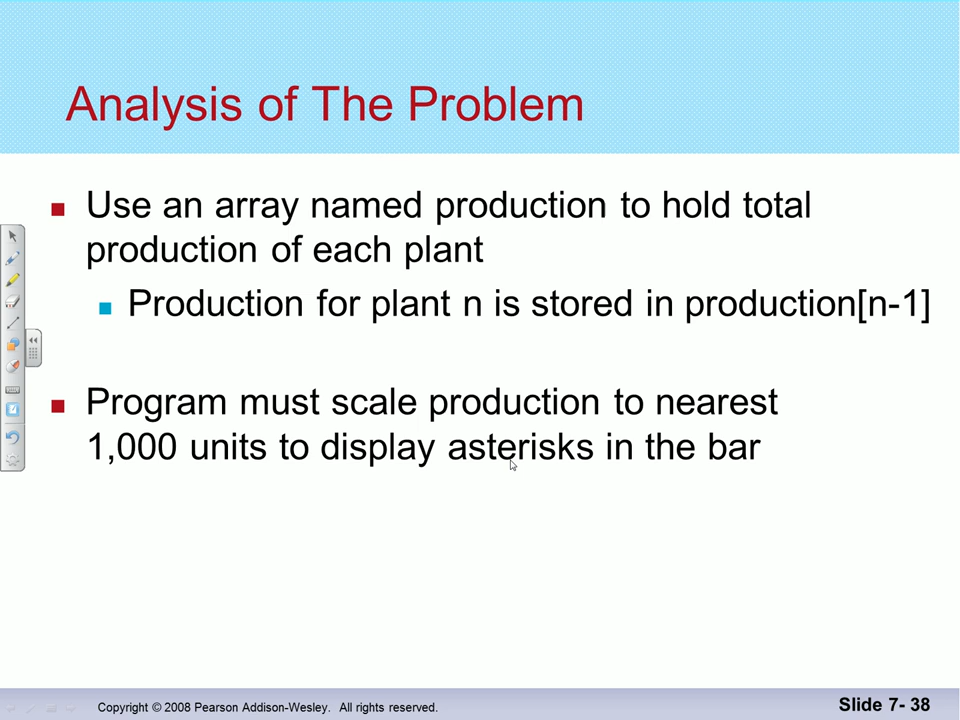 Analysis of The Problem
Use an array named production to hold total
production of each plant
Production for plant n is stored in production[n-1]
Program must scale production to nearest
1,000 units to display asterisks in the bar
Copyright © 2008 Pearson Addison-Wesley. All rights reserved.
Slide 7- 38